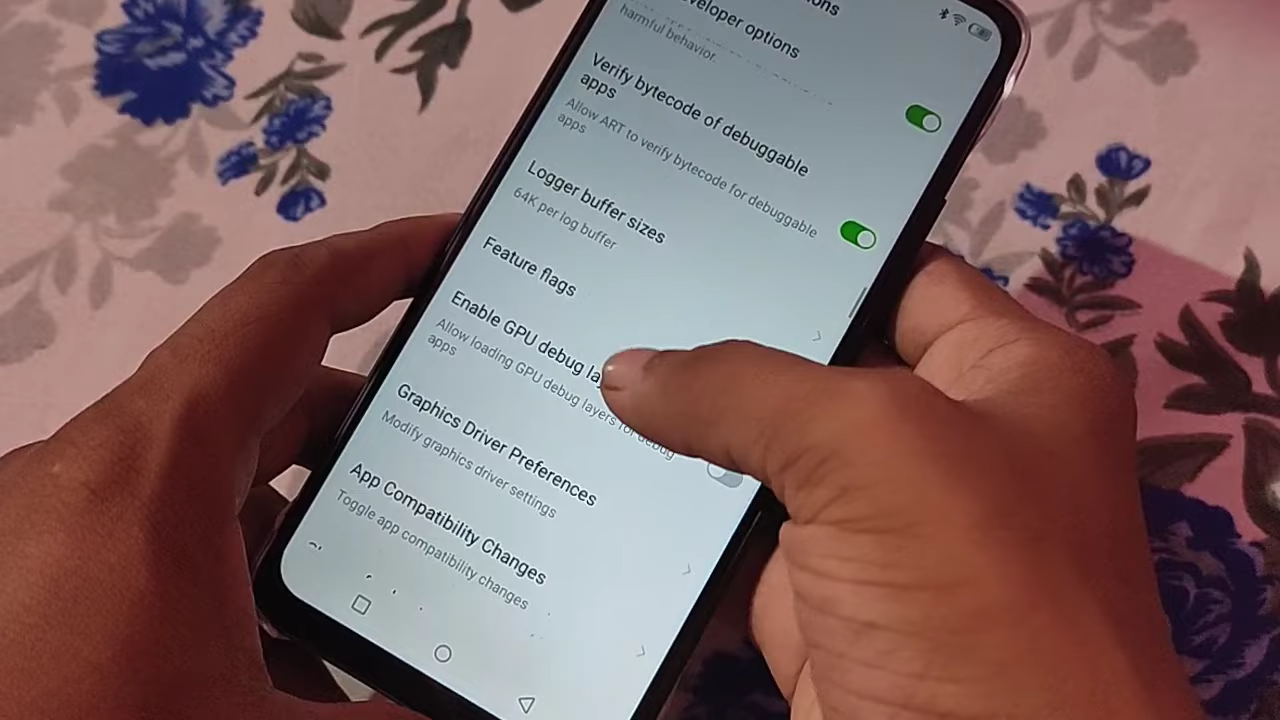 harmful behavior.
Verify bytecode of debuggable
apps
Allow ART to verify bytecode for debuggable
apps
Logger buffer sizes
64K per log buffer
Feature flags
Enable GPU debug
Allow loading GPU debug layers for debug
apps
Graphics Driver Preferences
Modify graphics driver settings
App Compatibility Changes
Toggle app compatibility changes